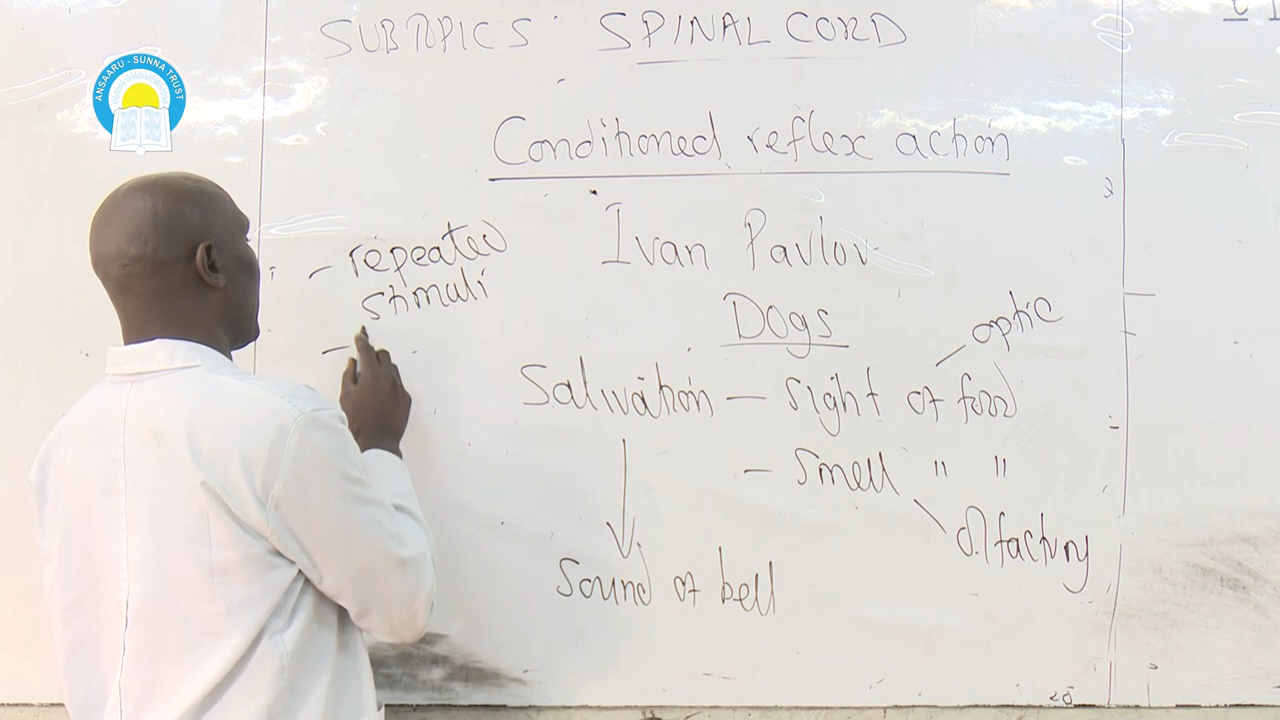 ANSAARU - SUNNA TRUST
SUBTOPICS: SPINAL CORD
Conditioned reflex action
Ivan Pavlov
Dogs
- repeated
stimuli
-
optic
Salivation - sight of food
- smell " "
olfactory
Sound of bell